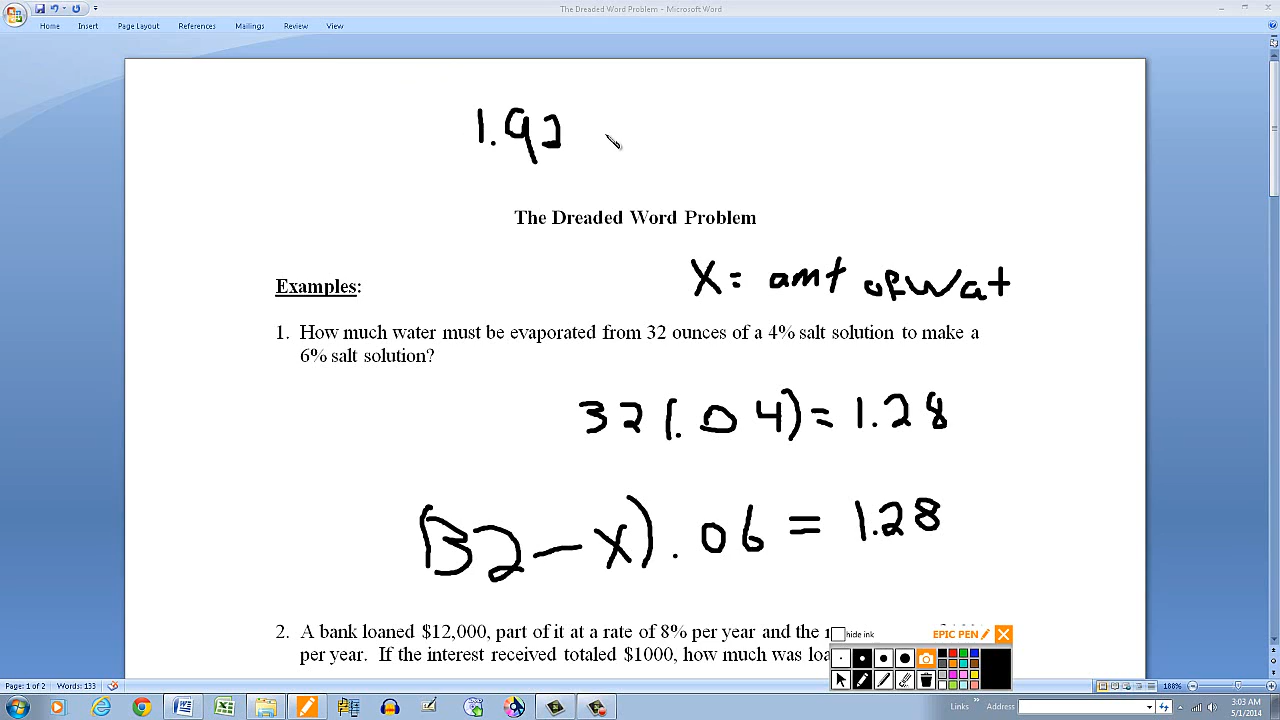 The Dreaded Word Problem - Microsoft Word
Home Insert Page Layout References Mailings Review View
1.92
The Dreaded Word Problem
X = amt of Wat
Examples:
1. How much water must be evaporated from 32 ounces of a 4% salt solution to make a
6% salt solution?
32(.04) = 1.28
(32 - X).06 = 1.28
2. A bank loaned $12,000, part of it at a rate of 8% per year and the
per year. If the interest received totaled $1000, how much was
hide ink EPIC PEN
Page: 1 of 2 Words: 133 188%
Links Address 3:03 AM
5/1/2014